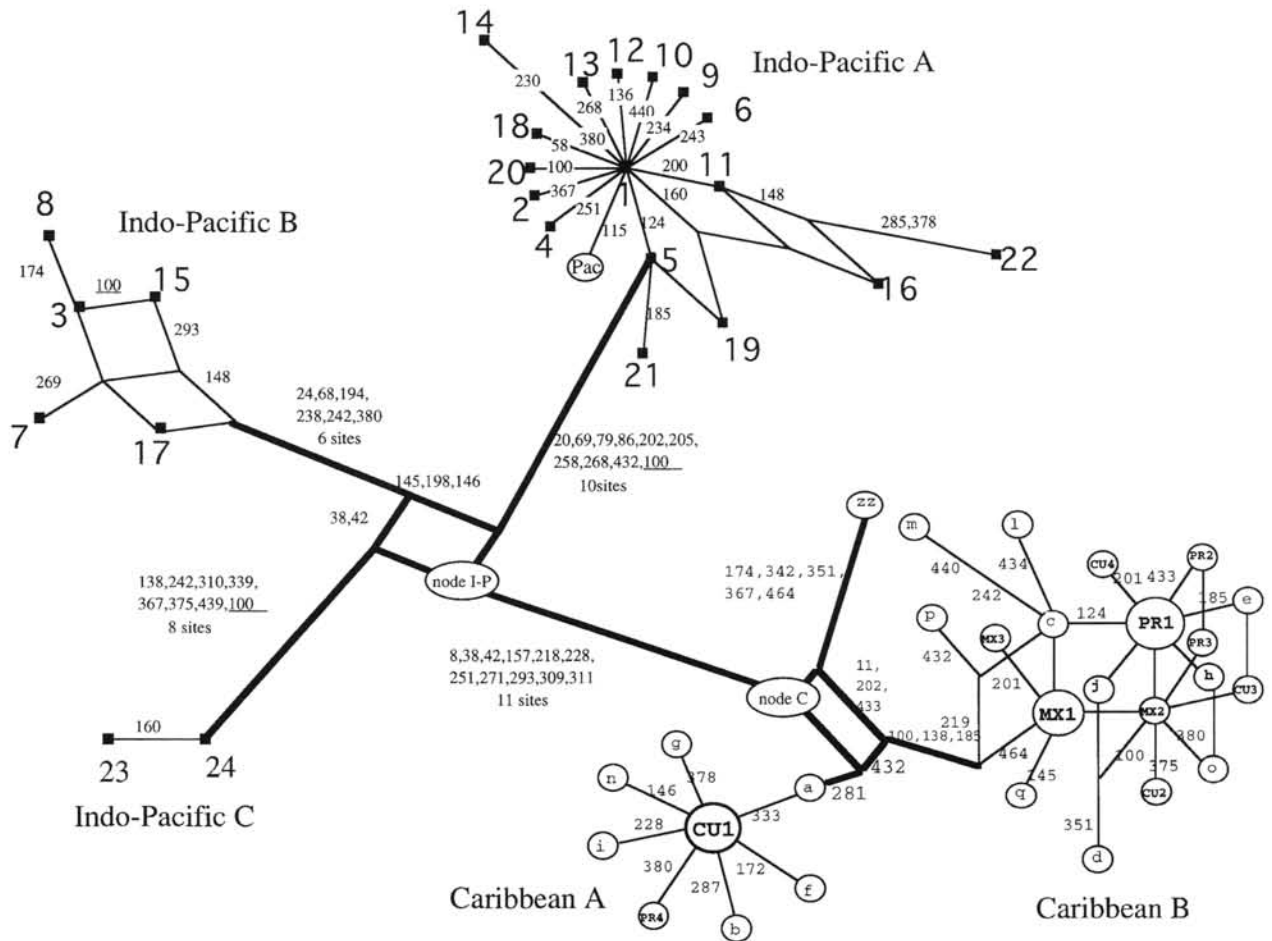 14
12
10
13
9
6
Indo-Pacific A
230
136
268
440
234
243
18
380
58
20
100
200
11
367
160
148
2
251
1
285,378
4
115
124
Pac
5
22
16
185
19
21
8
Indo-Pacific B
174
100
15
3
293
269
148
7
17
24,68,194,
238,242,380
6 sites
20,69,79,86,202,205,
258,268,432,100
10sites
145,198,146
38,42
node I-P
138,242,310,339,
367,375,439,100
8 sites
8,38,42,157,218,228,
251,271,293,309,311
11 sites
160
23
24
Indo-Pacific C
zz
174,342,351,
367,464
node C
11,
202,
433
100,138,185
432
281
m
l
440
434
242
CU4
PR2
201
433
185
e
p
MX3
c
124
PR1
PR3
432
201
j
h
CU3
219
MX1
MX2
464
380
100
245
375
o
q
CU2
351
d
g
378
n
146
a
333
CU1
228
i
380
172
287
f
PR4
b
Caribbean A
Caribbean B